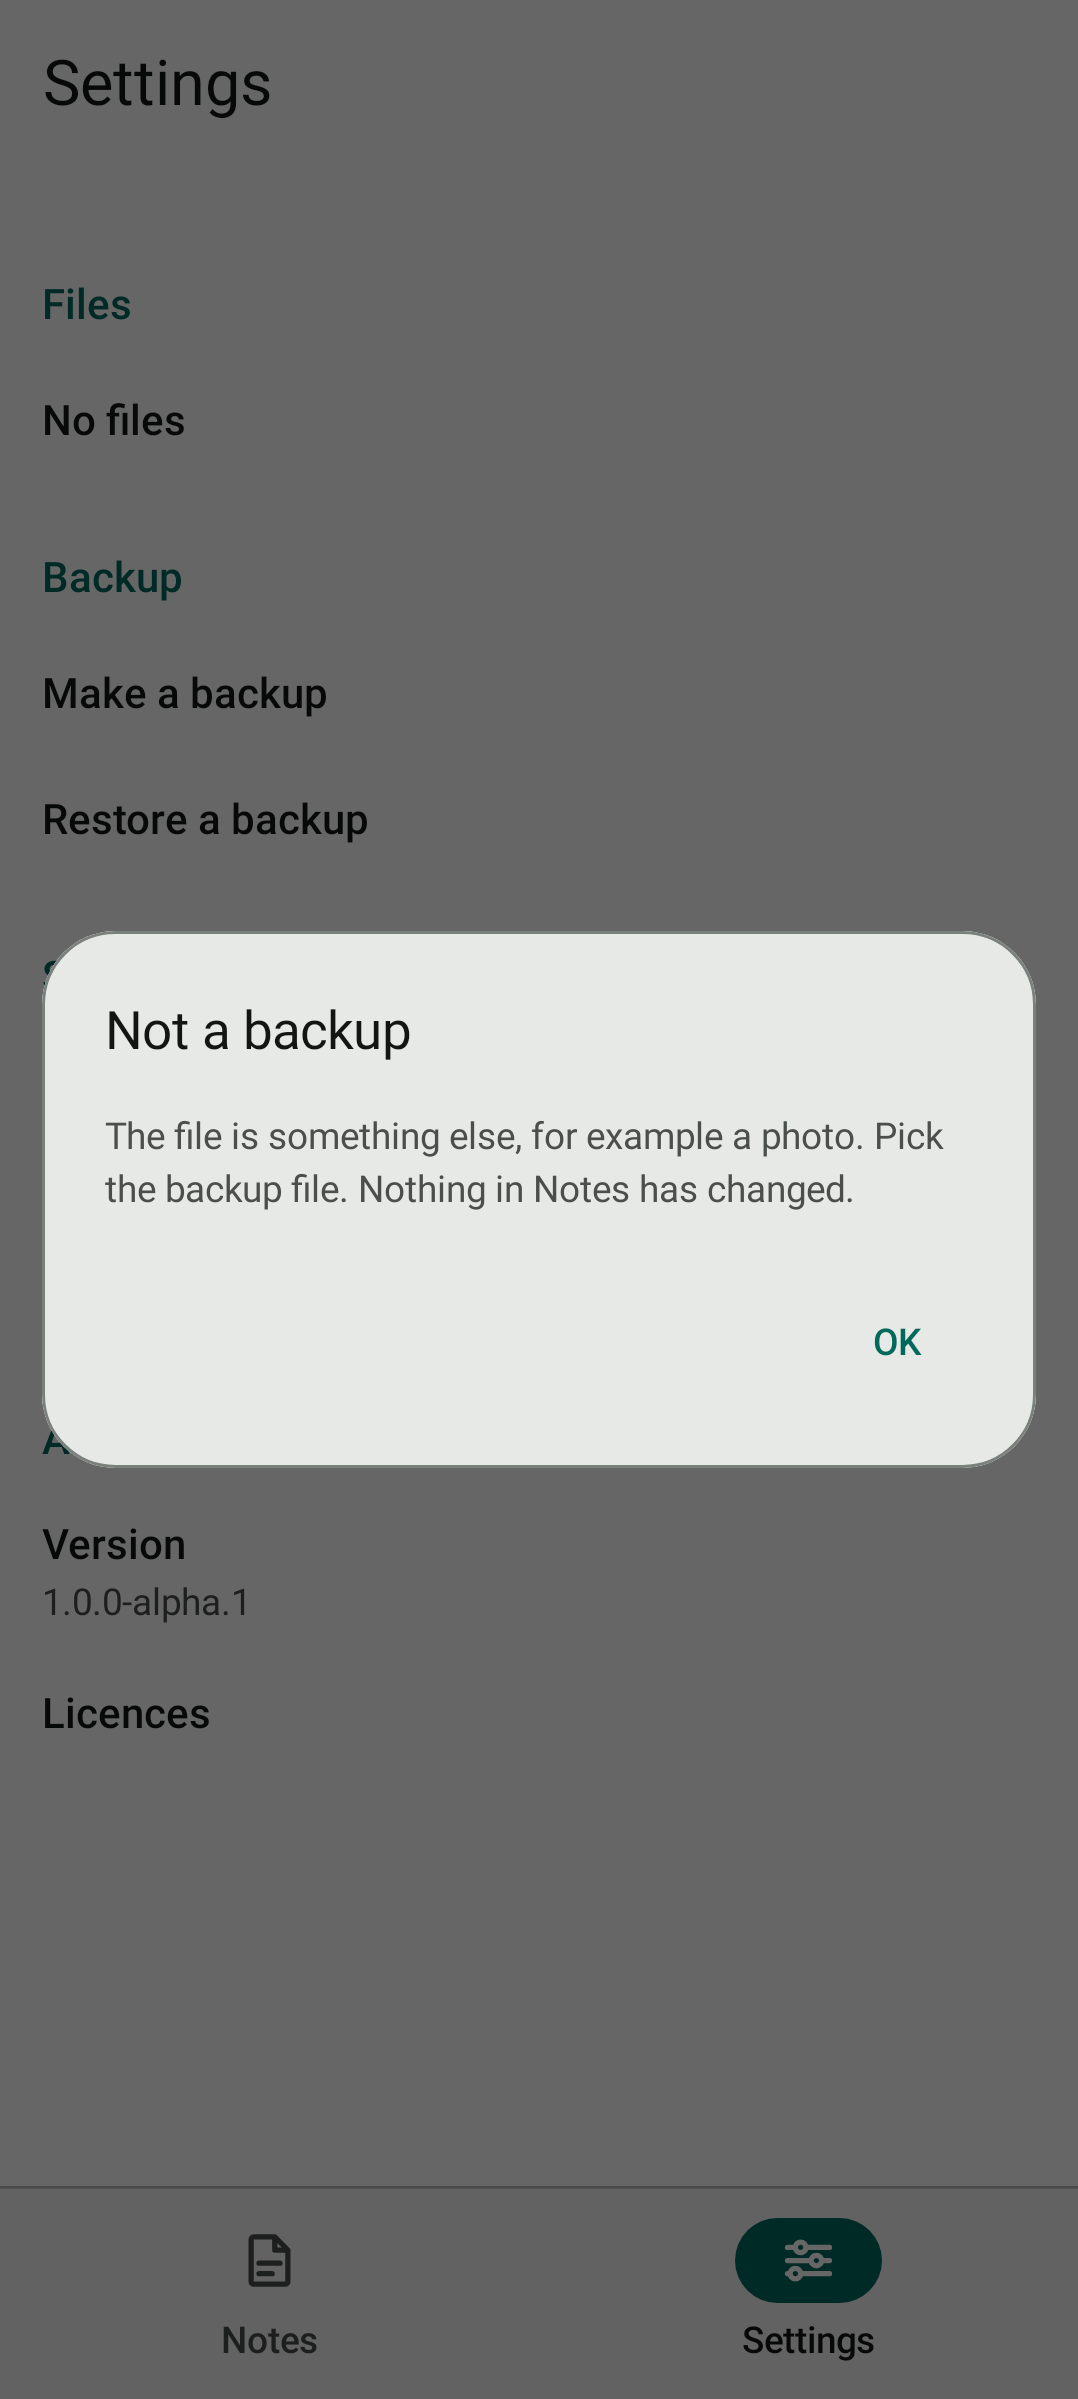 Settings
Files
No files
Backup
Make a backup
Restore a backup
Not a backup
The file is something else, for example a photo. Pick
the backup file. Nothing in Notes has changed.
OK
Version
1.0.0-alpha.1
Licences
Notes
Settings